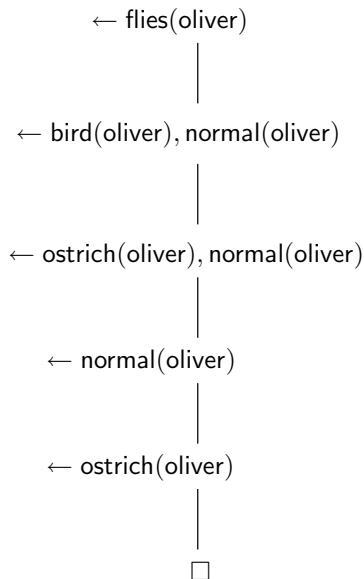 ← flies(oliver)
← bird(oliver), normal(oliver)
← ostrich(oliver), normal(oliver)
← normal(oliver)
← ostrich(oliver)
□